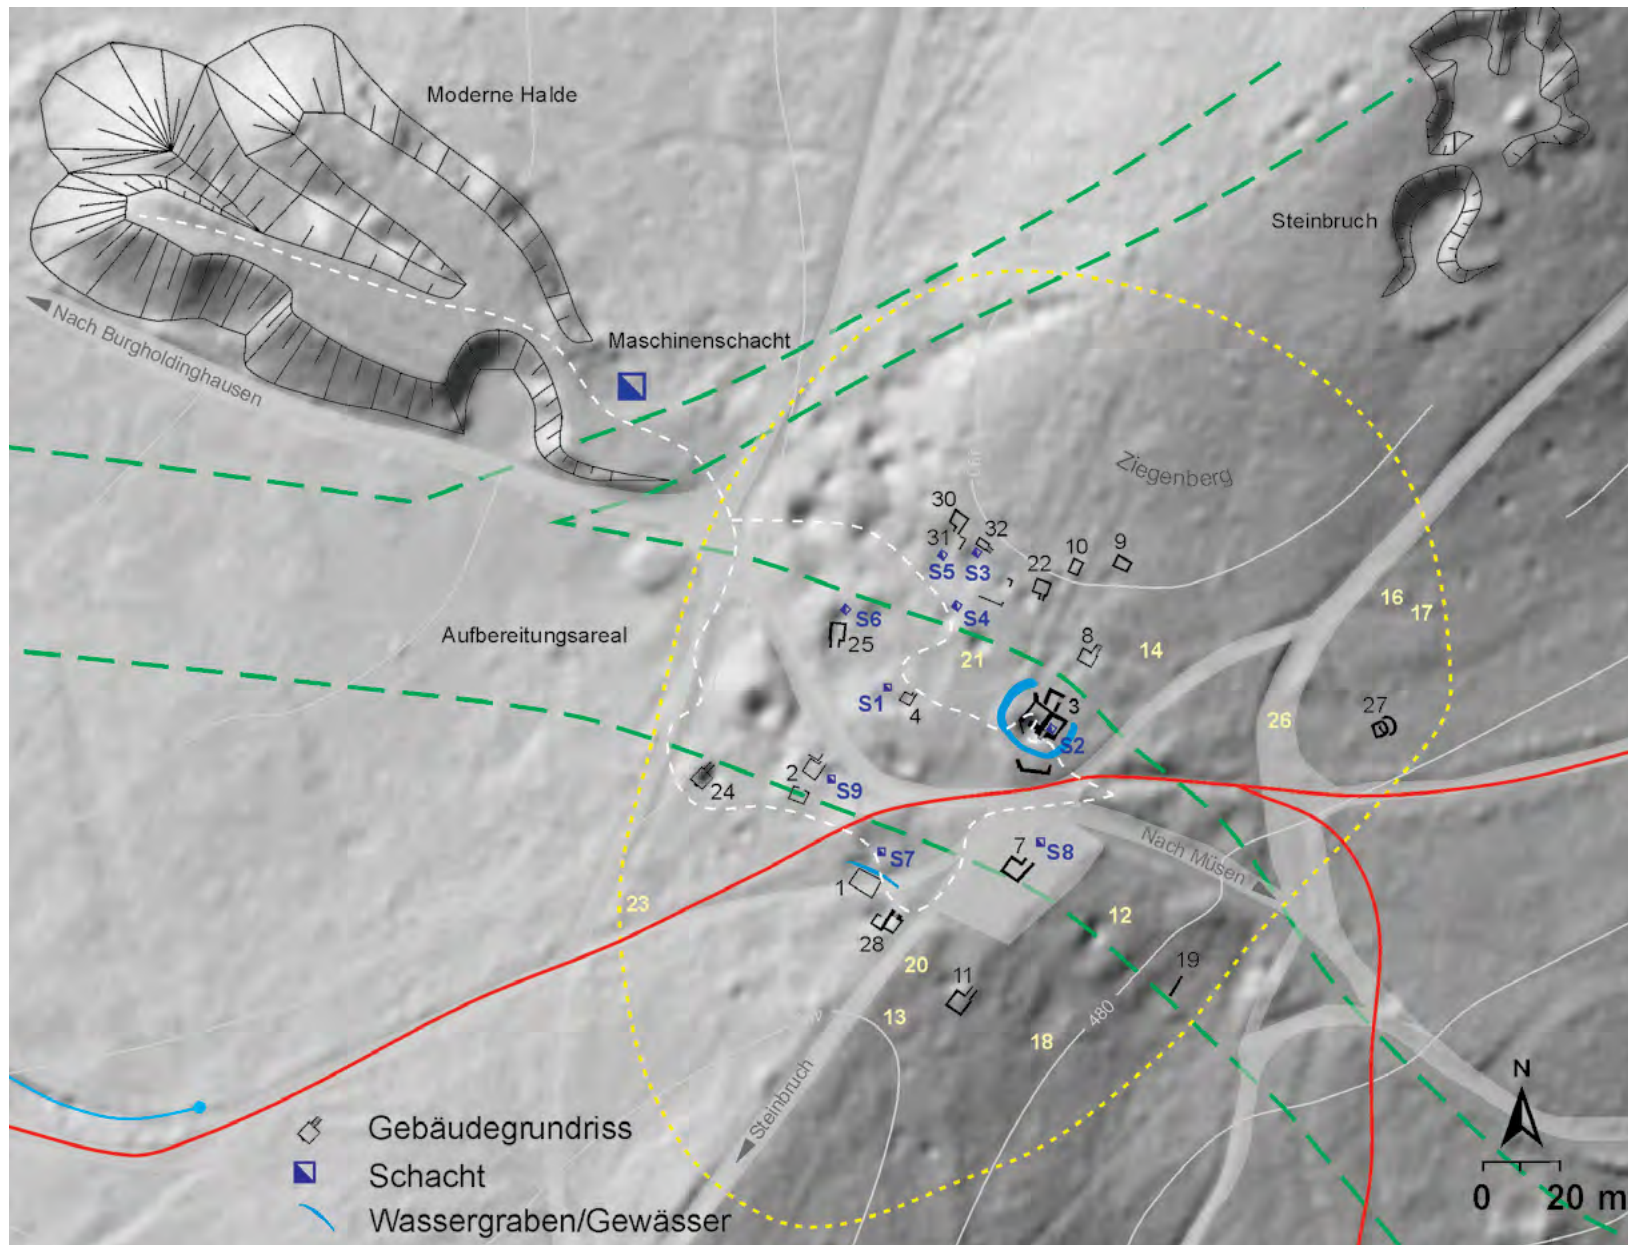 Moderne Halde
Steinbruch
Nach Burgholdinghausen
Maschinenschacht
Ziegenberg
30
32
31
S5
S3
22
10
9
16
17
S6
S4
25
Aufbereitungsareal
21
8
14
S1
4
3
S2
26
27
2
S9
24
7
S8
Nach Müsen
S7
1
23
12
28
20
11
19
13
18
480
Steinbruch
N
Gebäudegrundriss
Schacht
Wassergraben/Gewässer
0 20 m